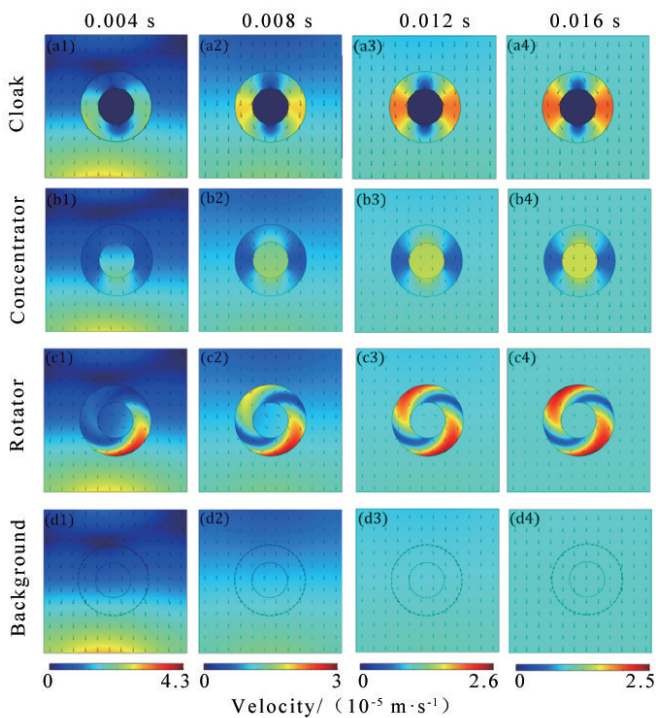 0.004 s 0.008 s 0.012 s 0.016 s
Cloak (a1) (a2) (a3) (a4)
Concentrator (b1) (b2) (b3) (b4)
Rotator (c1) (c2) (c3) (c4)
Background (d1) (d2) (d3) (d4)
0 4.3 0 3 0 2.6 0 2.5
Velocity/（10⁻⁵ m·s⁻¹）